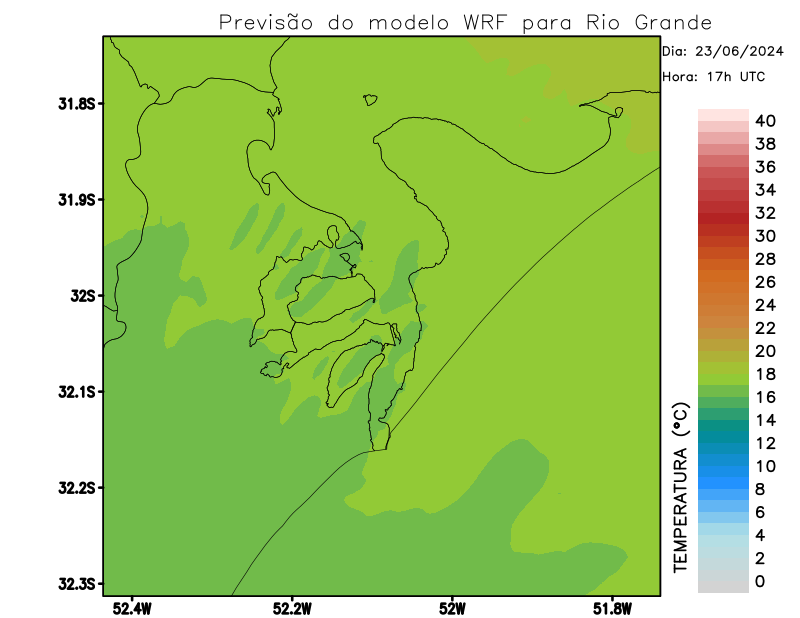 Previsão do modelo WRF para Rio Grande
Dia: 23/06/2024
Hora: 17h UTC
31.8S
31.9S
32S
32.1S
32.2S
32.3S
52.4W
52.2W
52W
51.8W
40
38
36
34
32
30
28
26
24
22
20
18
16
14
12
10
8
6
4
2
0
TEMPERATURA (°C)